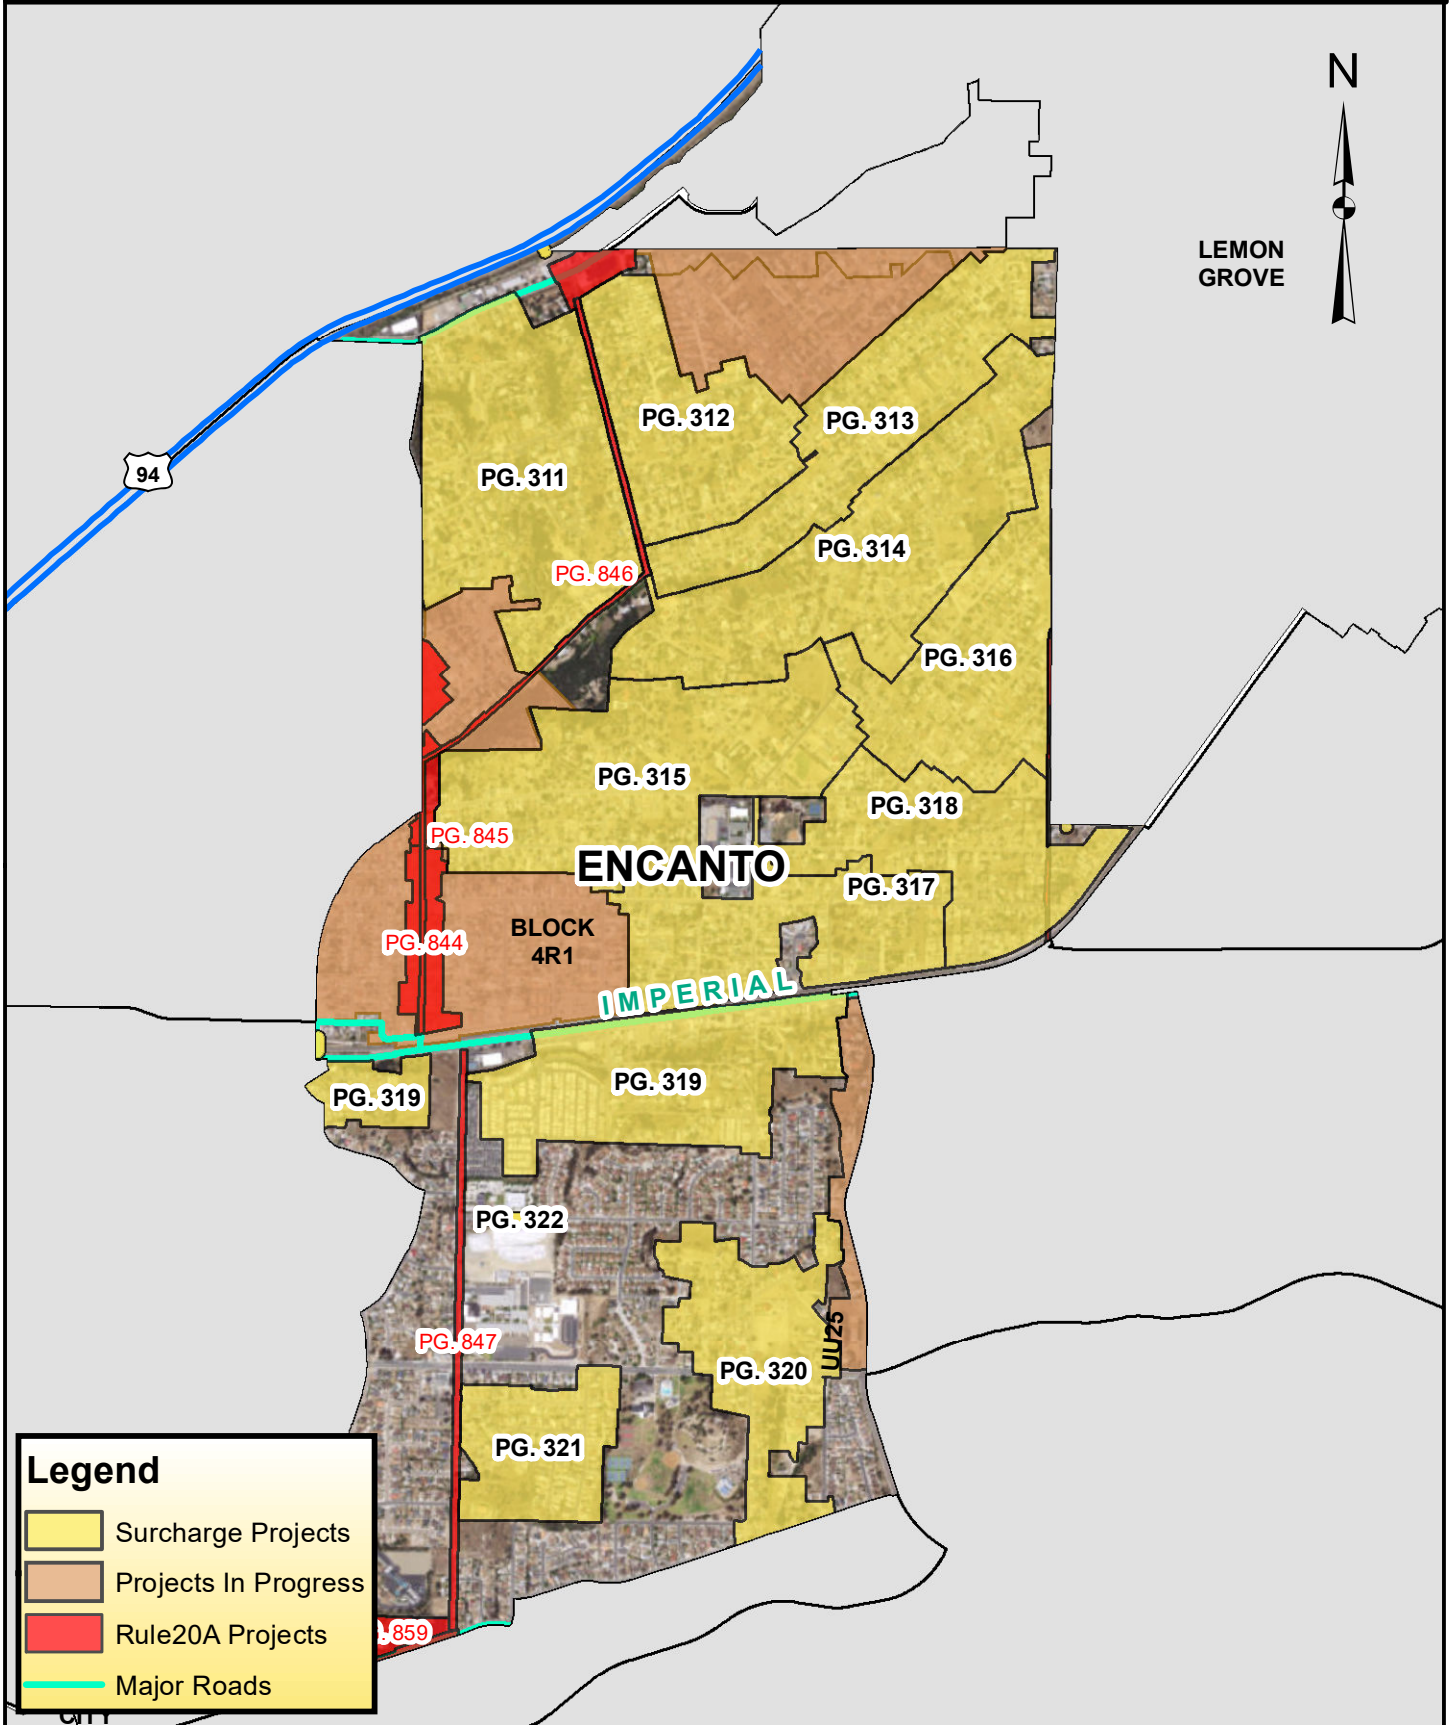 N
LEMON
GROVE
94
PG. 312
PG. 313
PG. 311
PG. 314
PG. 846
PG. 316
PG. 315
PG. 318
PG. 845
ENCANTO
PG. 317
BLOCK
4R1
PG. 844
IMPERIAL
PG. 319
PG. 319
PG. 322
UU25
PG. 847
PG. 320
PG. 321
Legend
Surcharge Projects
Projects In Progress
Rule20A Projects
Major Roads
. 859
CITY